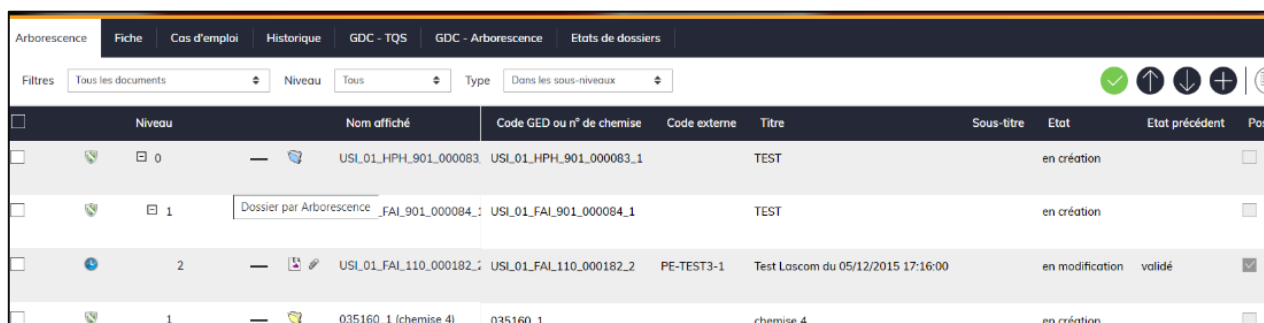 Arborescence Fiche Cas d'emploi Historique GDC - TQS GDC - Arborescence Etats de dossiers
Filtres Tous les documents Niveau Tous Type Dans les sous-niveaux
Niveau Nom affiché Code GED ou n° de chemise Code externe Titre Sous-titre Etat Etat précédent Pos
0 USI_01_HPH_901_000083 USI_01_HPH_901_000083_1 TEST en création
Dossier par Arborescence
1 _FAI_901_000084_1 USI_01_FAI_901_000084_1 TEST en création
2 USI_01_FAI_110_000182_2 USI_01_FAI_110_000182_2 PE-TEST3-1 Test Lascom du 05/12/2015 17:16:00 en modification validé
1 035160_1 (chemise 4) 035160_1 chemise 4 en création